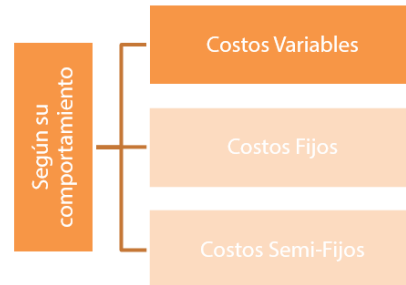 Según su
comportamiento
Costos Variables
Costos Fijos
Costos Semi-Fijos